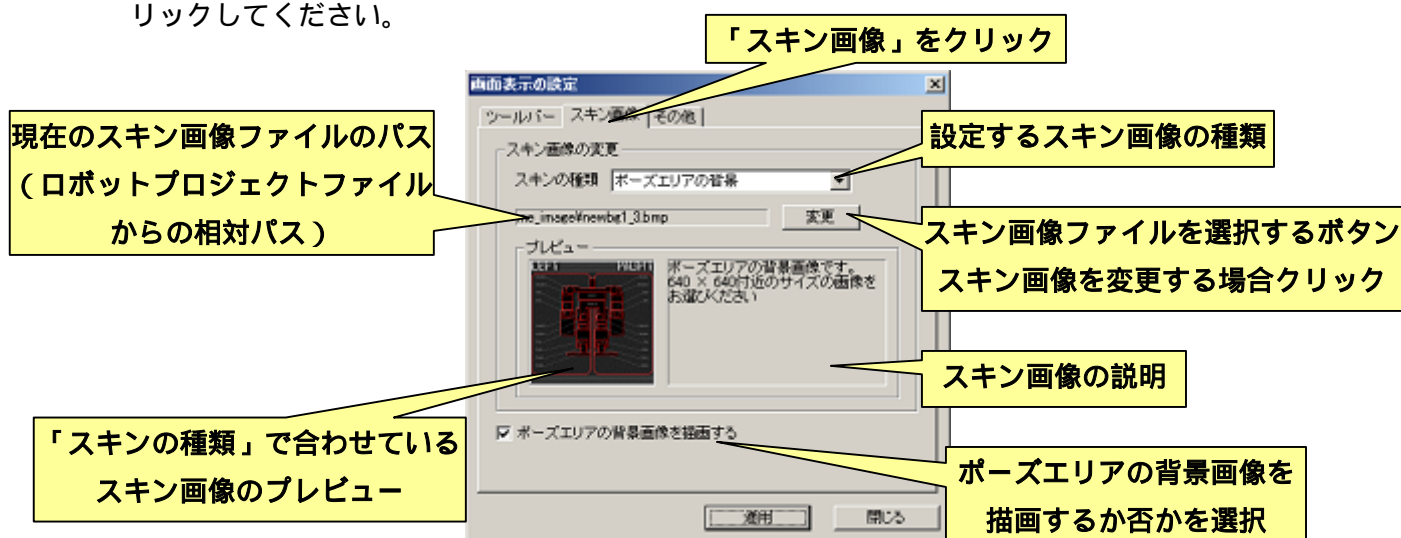 リックしてください。
「スキン画像」をクリック
画面表示の設定
ツールバー スキン画像 その他
現在のスキン画像ファイルのパス
（ロボットプロジェクトファイル
からの相対パス）
設定するスキン画像の種類
スキン画像の変更
スキンの種類 ポーズエリアの背景
me_image¥newbg1_3.bmp 変更
スキン画像ファイルを選択するボタン
スキン画像を変更する場合クリック
プレビュー
ポーズエリアの背景画像です。
640 × 640付近のサイズの画像を
お選びください
スキン画像の説明
「スキンの種類」で合わせている
スキン画像のプレビュー
ポーズエリアの背景画像を描画する
ポーズエリアの背景画像を
描画するか否かを選択
適用 閉じる